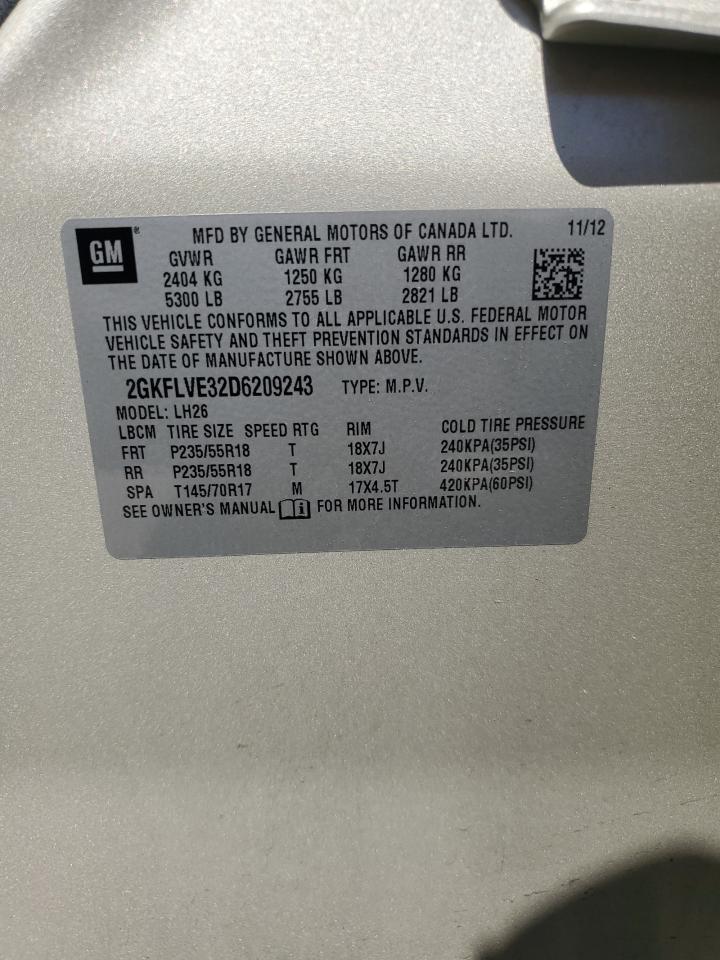 GM ® MFD BY GENERAL MOTORS OF CANADA LTD. 11/12
GVWR GAWR FRT GAWR RR
2404 KG 1250 KG 1280 KG
5300 LB 2755 LB 2821 LB
THIS VEHICLE CONFORMS TO ALL APPLICABLE U.S. FEDERAL MOTOR
VEHICLE SAFETY AND THEFT PREVENTION STANDARDS IN EFFECT ON
THE DATE OF MANUFACTURE SHOWN ABOVE.
2GKFLVE32D6209243 TYPE: M.P.V.
MODEL: LH26
LBCM TIRE SIZE SPEED RTG RIM COLD TIRE PRESSURE
FRT P235/55R18 T 18X7J 240KPA(35PSI)
RR P235/55R18 T 18X7J 240KPA(35PSI)
SPA T145/70R17 M 17X4.5T 420KPA(60PSI)
SEE OWNER'S MANUAL i FOR MORE INFORMATION.